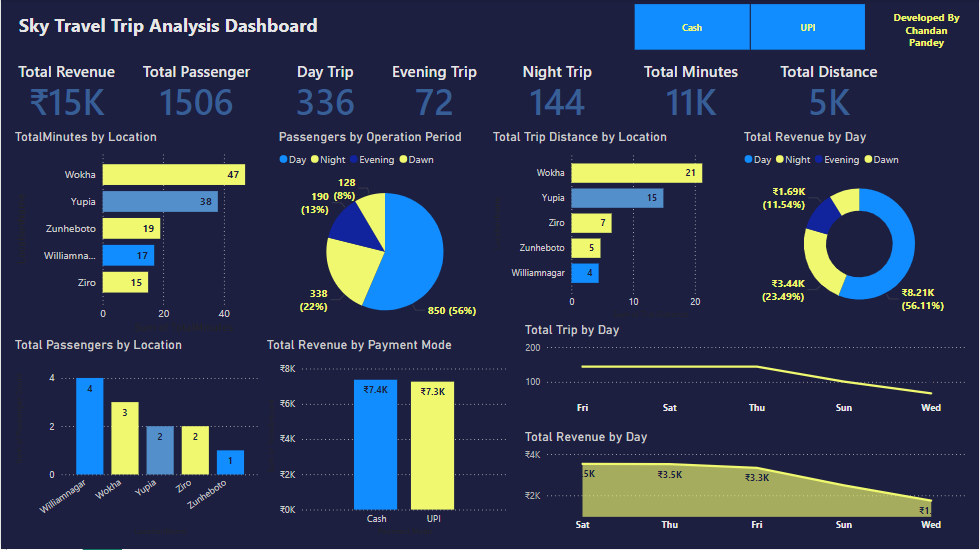 Sky Travel Trip Analysis Dashboard
Cash
UPI
Developed By
Chandan
Pandey
Total Revenue
₹15K
Total Passenger
1506
Day Trip
336
Evening Trip
72
Night Trip
144
Total Minutes
11K
Total Distance
5K
TotalMinutes by Location
Wokha
47
Yupia
38
Zunheboto
19
Williamna...
17
Ziro
15
0 20 40
Passengers by Operation Period
Day Night Evening Dawn
128
(8%)
190
(13%)
338
(22%)
850 (56%)
Total Trip Distance by Location
Wokha
21
Yupia
15
Ziro
7
Zunheboto
5
Williamnagar
4
0 10 20
Total Revenue by Day
Day Night Evening Dawn
₹1.69K
(11.54%)
₹3.44K
(23.49%)
₹8.21K
(56.11%)
Total Passengers by Location
4
2
0
4
3
2
2
1
Williamnagar
Wokha
Yupia
Ziro
Zunheboto
Total Revenue by Payment Mode
₹8K
₹6K
₹4K
₹2K
₹0K
₹7.4K
₹7.3K
Cash
UPI
Total Trip by Day
200
100
Fri Sat Thu Sun Wed
Total Revenue by Day
₹4K
₹2K
5K
₹3.5K
₹3.3K
₹1.
Sat Thu Fri Sun Wed